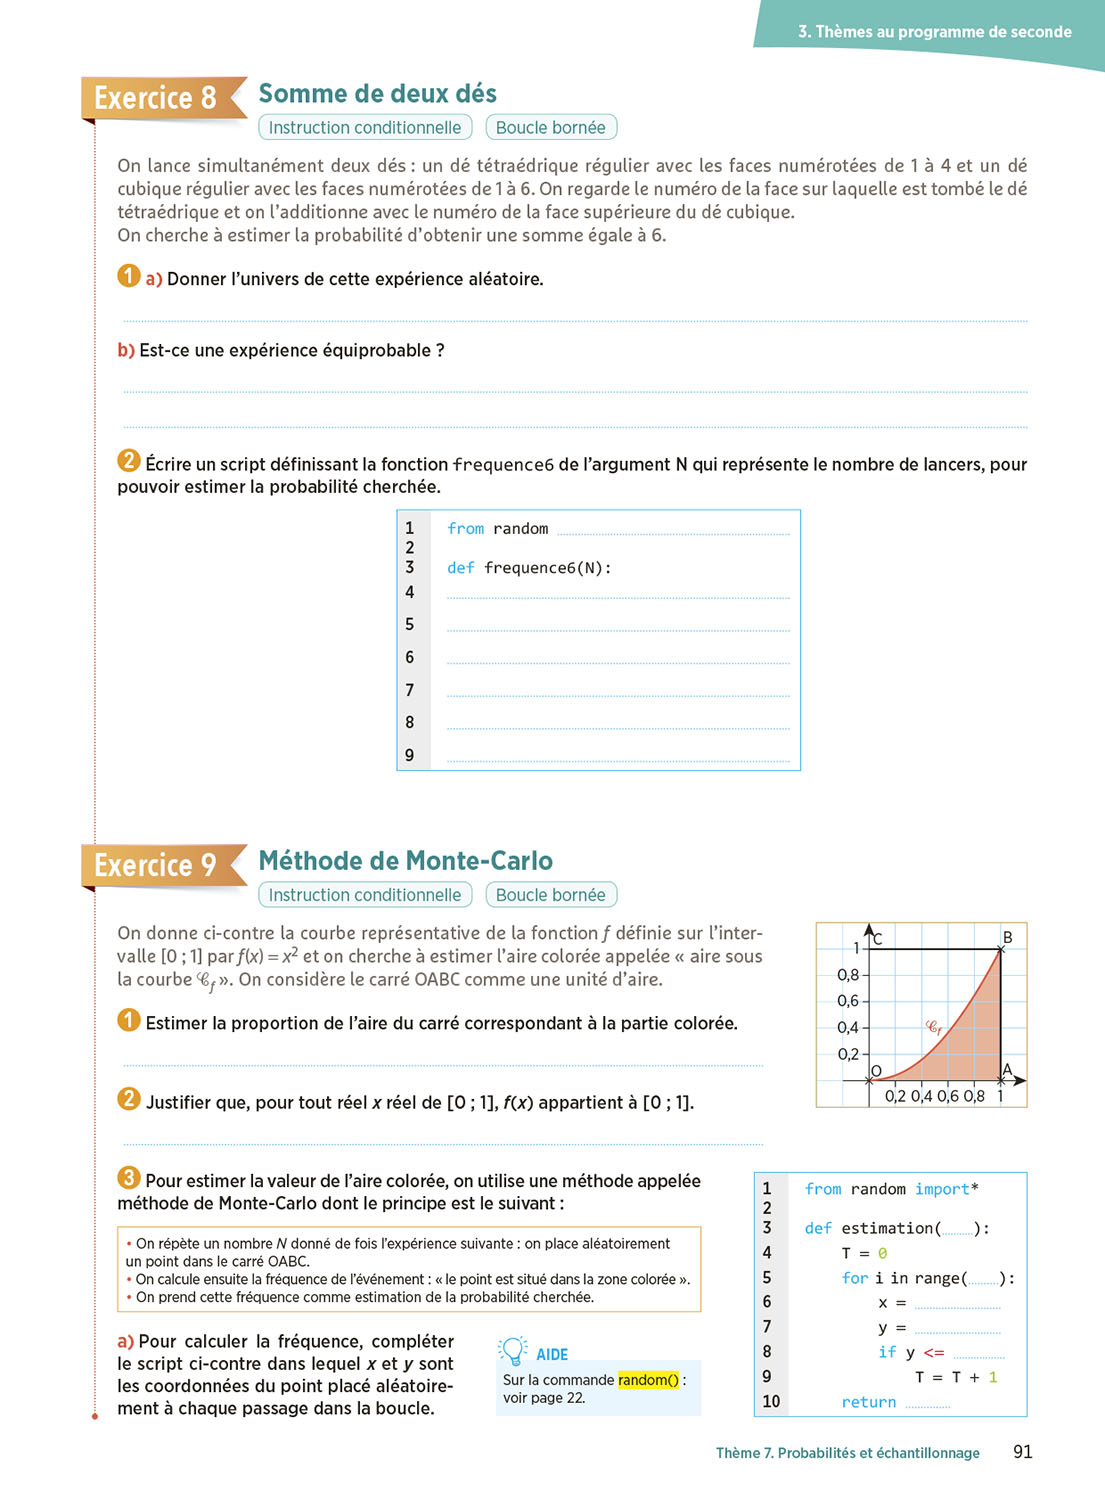 3. Thèmes au programme de seconde
Exercice 8
Somme de deux dés
Instruction conditionnelle
Boucle bornée
On lance simultanément deux dés : un dé tétraédrique régulier avec les faces numérotées de 1 à 4 et un dé
cubique régulier avec les faces numérotées de 1 à 6. On regarde le numéro de la face sur laquelle est tombé le dé
tétraédrique et on l'additionne avec le numéro de la face supérieure du dé cubique.
On cherche à estimer la probabilité d'obtenir une somme égale à 6.
1 a) Donner l'univers de cette expérience aléatoire.
b) Est-ce une expérience équiprobable ?
2 Écrire un script définissant la fonction frequence6 de l'argument N qui représente le nombre de lancers, pour
pouvoir estimer la probabilité cherchée.
1 from random
2
3 def frequence6(N):
4
5
6
7
8
9
Exercice 9
Méthode de Monte-Carlo
Instruction conditionnelle
Boucle bornée
On donne ci-contre la courbe représentative de la fonction f définie sur l'inter-
valle [0 ; 1] par f(x) = x² et on cherche à estimer l'aire colorée appelée « aire sous
la courbe 𝒞f ». On considère le carré OABC comme une unité d'aire.
1 Estimer la proportion de l'aire du carré correspondant à la partie colorée.
2 Justifier que, pour tout réel x réel de [0 ; 1], f(x) appartient à [0 ; 1].
C
B
1
0,8
0,6
0,4
𝒞f
0,2
O
A
0,2 0,4 0,6 0,8 1
3 Pour estimer la valeur de l'aire colorée, on utilise une méthode appelée
méthode de Monte-Carlo dont le principe est le suivant :
• On répète un nombre N donné de fois l'expérience suivante : on place aléatoirement
un point dans le carré OABC.
• On calcule ensuite la fréquence de l'événement : « le point est situé dans la zone colorée ».
• On prend cette fréquence comme estimation de la probabilité cherchée.
a) Pour calculer la fréquence, compléter
le script ci-contre dans lequel x et y sont
les coordonnées du point placé aléatoire-
ment à chaque passage dans la boucle.
AIDE
Sur la commande random() :
voir page 22.
1 from random import*
2
3 def estimation(........):
4 T = 0
5 for i in range(........):
6 x =
7 y =
8 if y <=
9 T = T + 1
10 return
Thème 7. Probabilités et échantillonnage
91